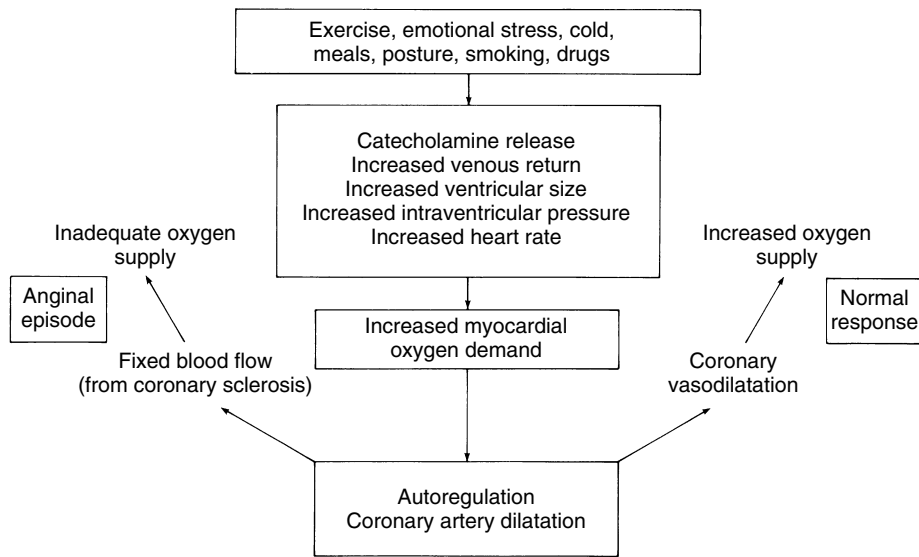 Exercise, emotional stress, cold,
meals, posture, smoking, drugs
Catecholamine release
Increased venous return
Increased ventricular size
Increased intraventricular pressure
Increased heart rate
Inadequate oxygen
supply
Increased oxygen
supply
Anginal
episode
Normal
response
Increased myocardial
oxygen demand
Fixed blood flow
(from coronary sclerosis)
Coronary
vasodilatation
Autoregulation
Coronary artery dilatation